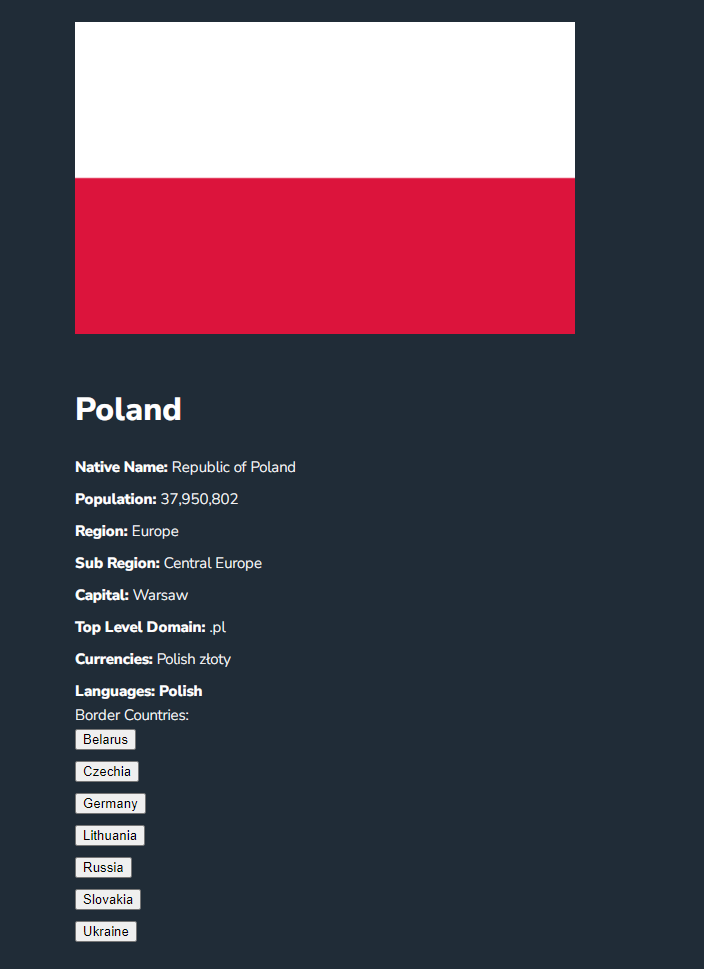 Poland
Native Name: Republic of Poland
Population: 37,950,802
Region: Europe
Sub Region: Central Europe
Capital: Warsaw
Top Level Domain: .pl
Currencies: Polish złoty
Languages: Polish
Border Countries:
Belarus
Czechia
Germany
Lithuania
Russia
Slovakia
Ukraine